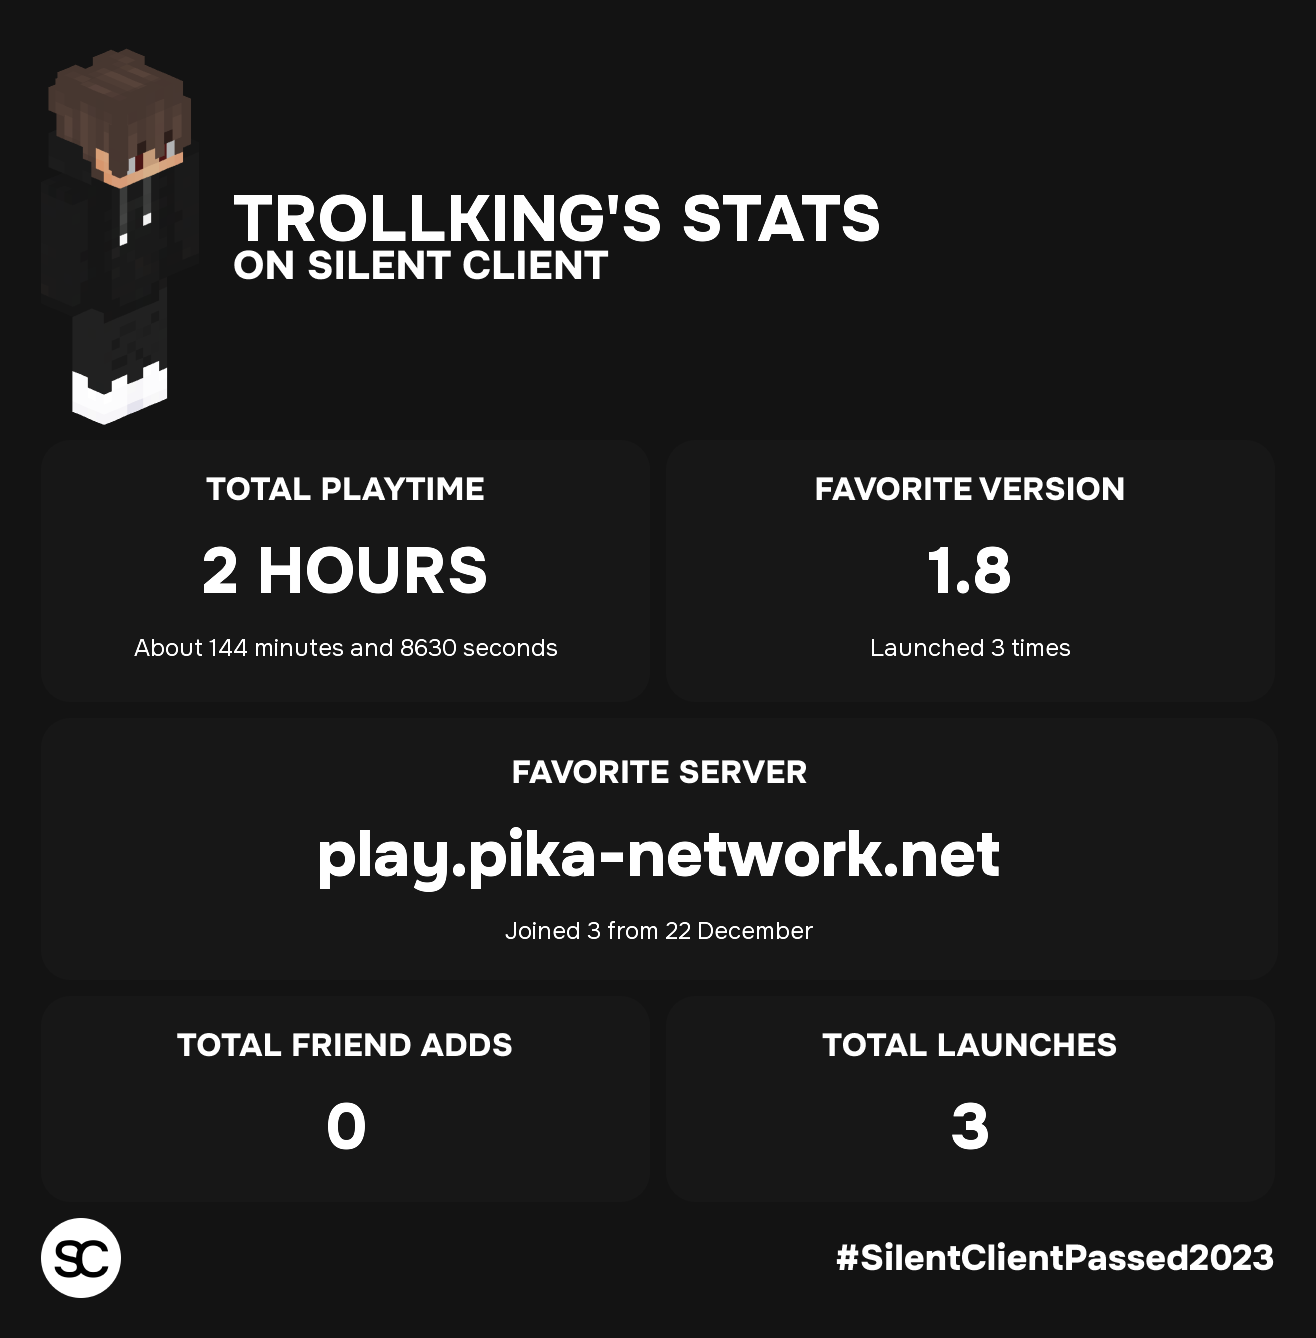 TROLLKING'S STATS
ON SILENT CLIENT
TOTAL PLAYTIME
2 HOURS
About 144 minutes and 8630 seconds
FAVORITE VERSION
1.8
Launched 3 times
FAVORITE SERVER
play.pika-network.net
Joined 3 from 22 December
TOTAL FRIEND ADDS
0
TOTAL LAUNCHES
3
SC
#SilentClientPassed2023